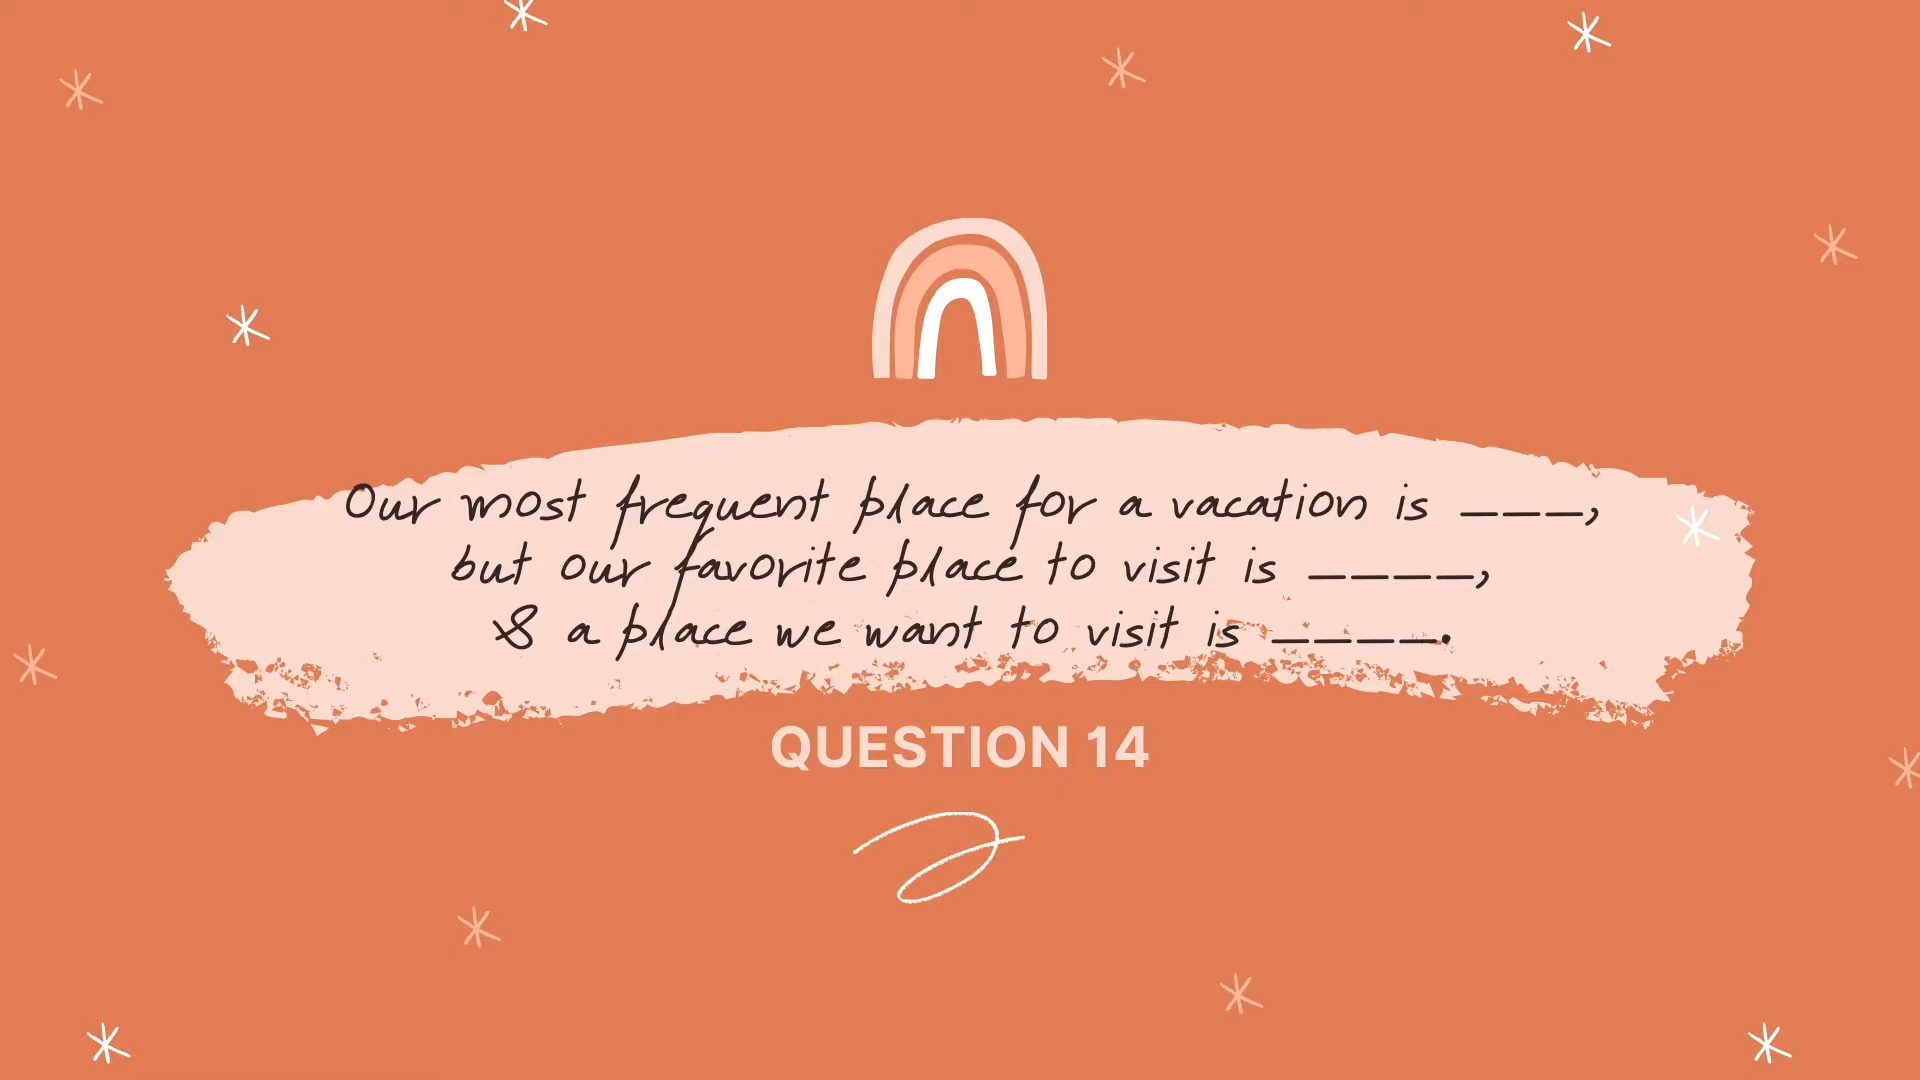 Our most frequent place for a vacation is ___,
but our favorite place to visit is ____,
& a place we want to visit is ____.
QUESTION 14